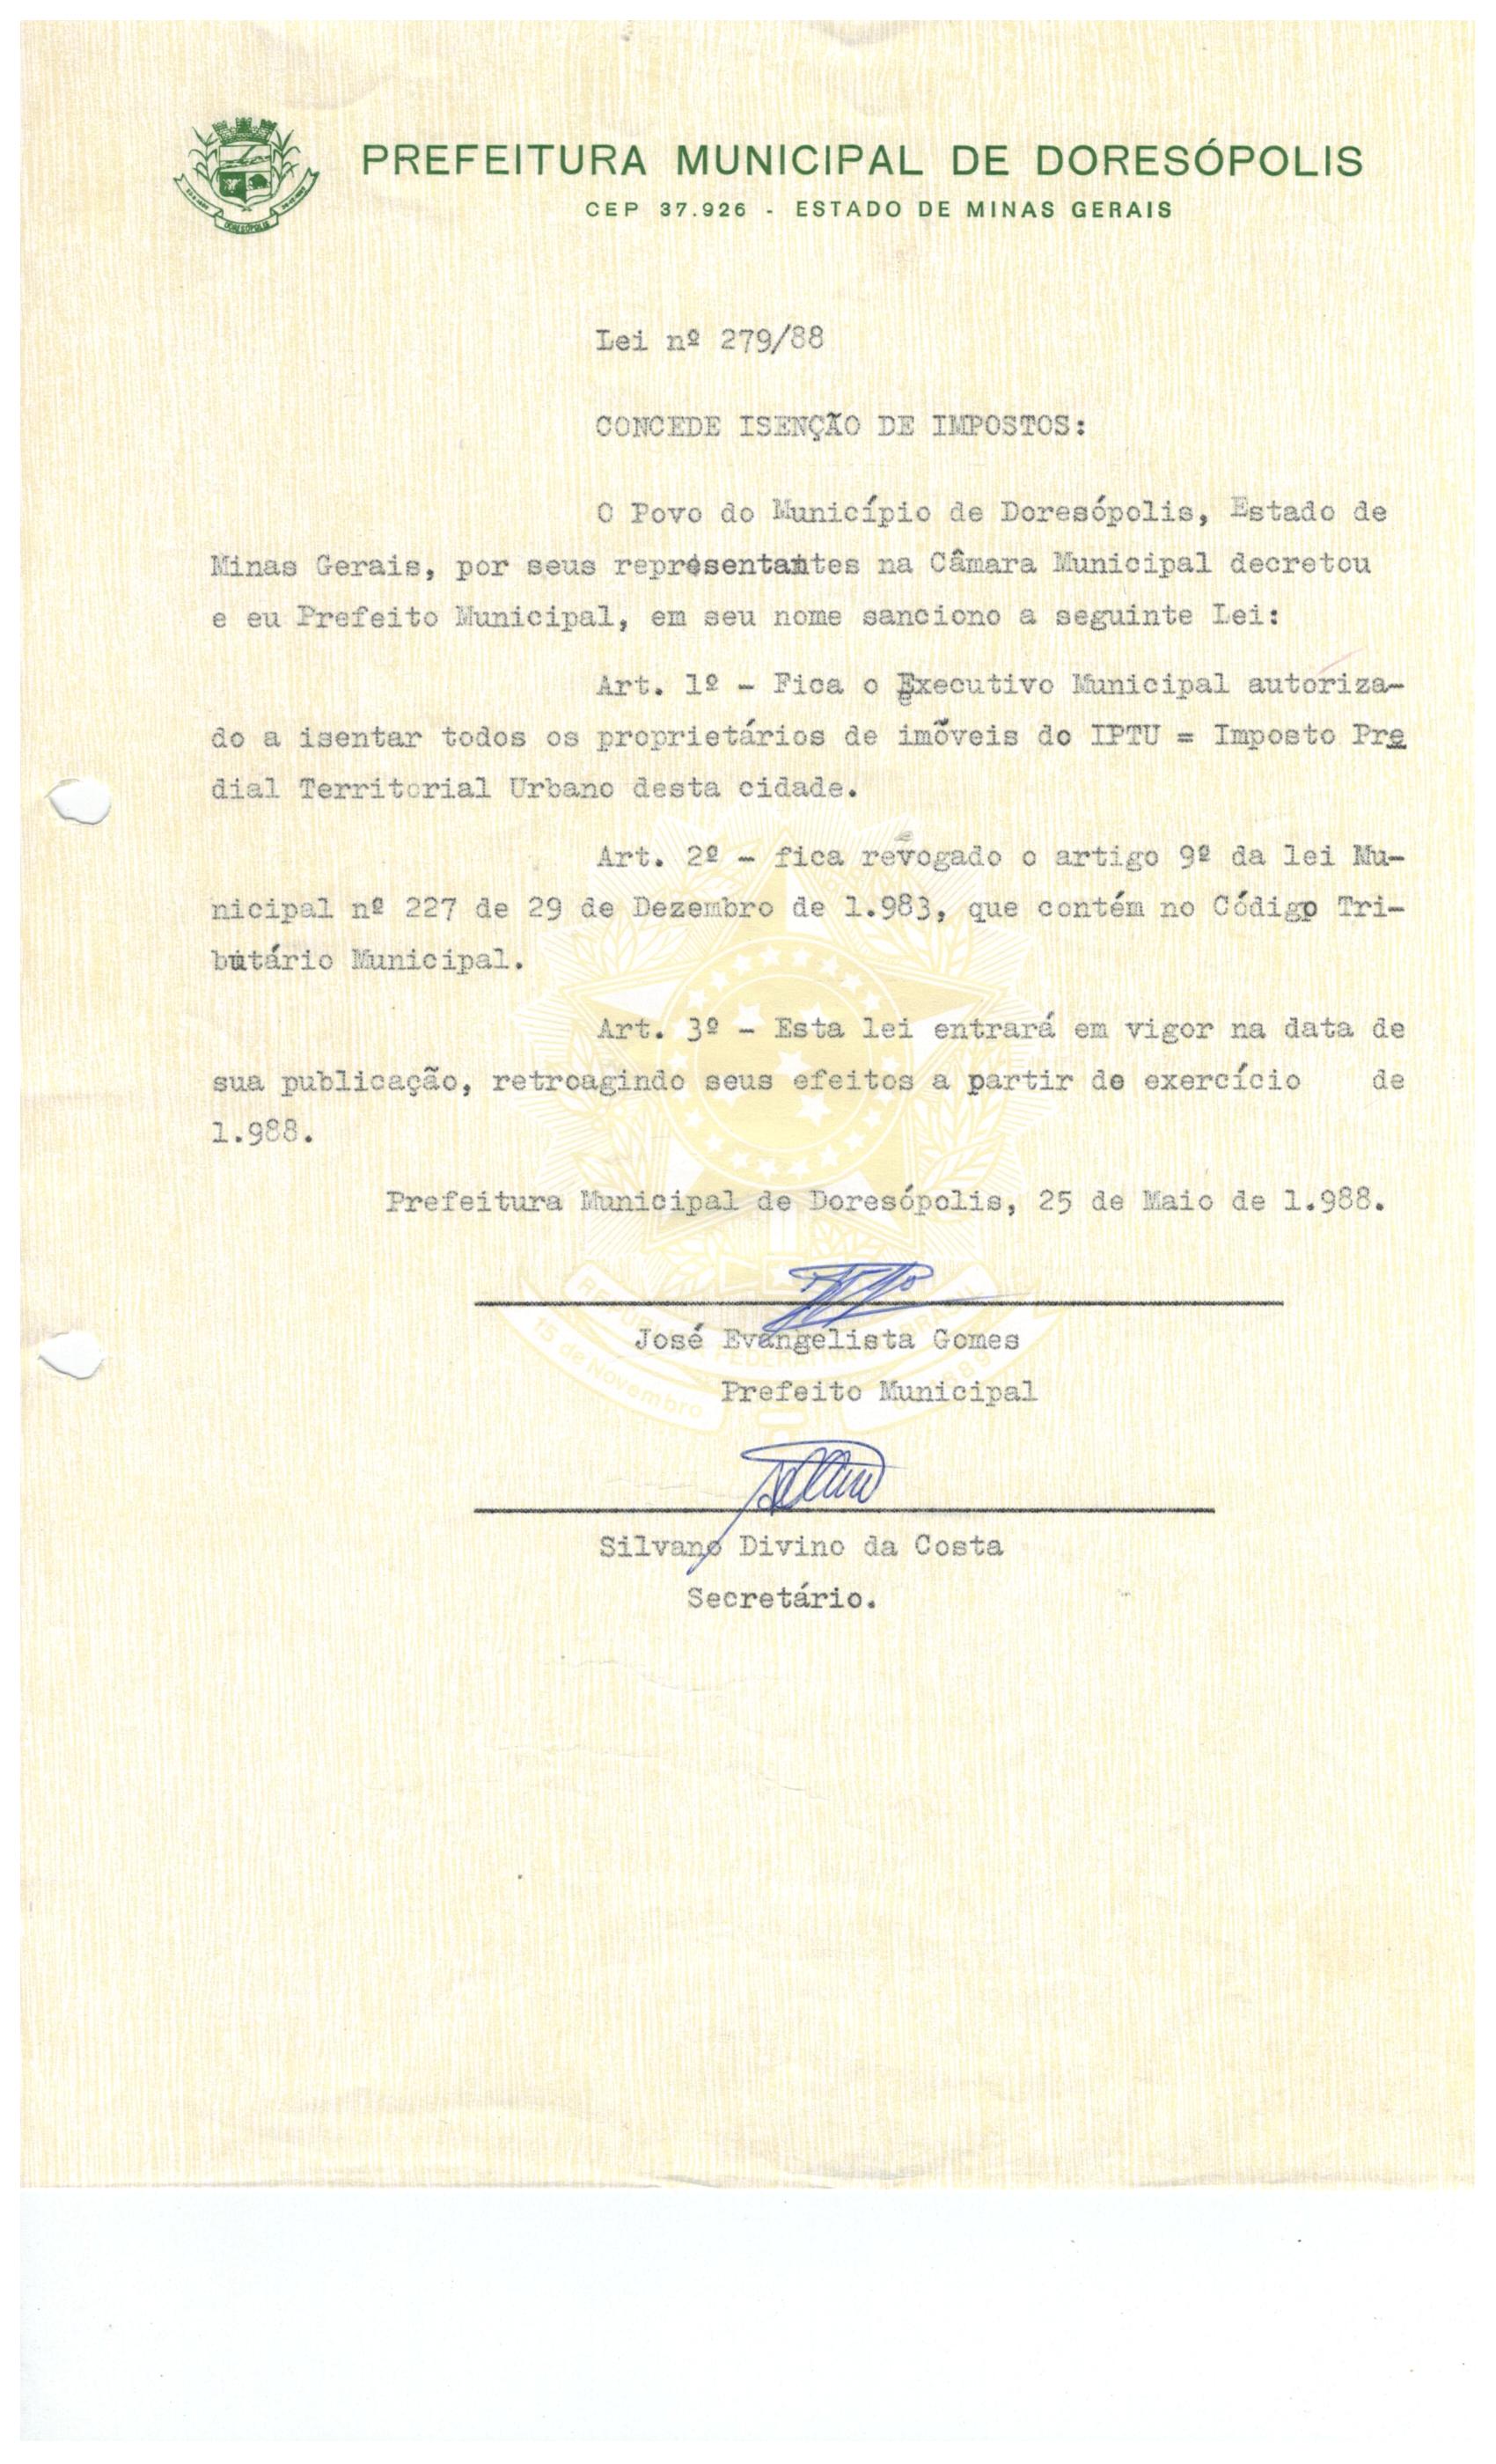 PREFEITURA MUNICIPAL DE DORESÓPOLIS
CEP 37.926 - ESTADO DE MINAS GERAIS
DORESÓPOLIS
Lei nº 279/88
CONCEDE ISENÇÃO DE IMPOSTOS:
O Povo do Município de Doresópolis, Estado de
Minas Gerais, por seus representantes na Câmara Municipal decretou
e eu Prefeito Municipal, em seu nome sanciono a seguinte Lei:
Art. 1º - Fica o Executivo Municipal autoriza-
do a isentar todos os proprietários de imóveis do IPTU = Imposto Pre
dial Territorial Urbano desta cidade.
Art. 2º - fica revogado o artigo 9º da lei Mu-
nicipal nº 227 de 29 de Dezembro de 1.983, que contém no Código Tri-
butário Municipal.
Art. 3º - Esta lei entrará em vigor na data de
sua publicação, retroagindo seus efeitos a partir do exercício de
1.988.
Prefeitura Municipal de Doresópolis, 25 de Maio de 1.988.
José Evangelista Gomes
Prefeito Municipal
15 de Novembro
Silvano Divino da Costa
Secretário.